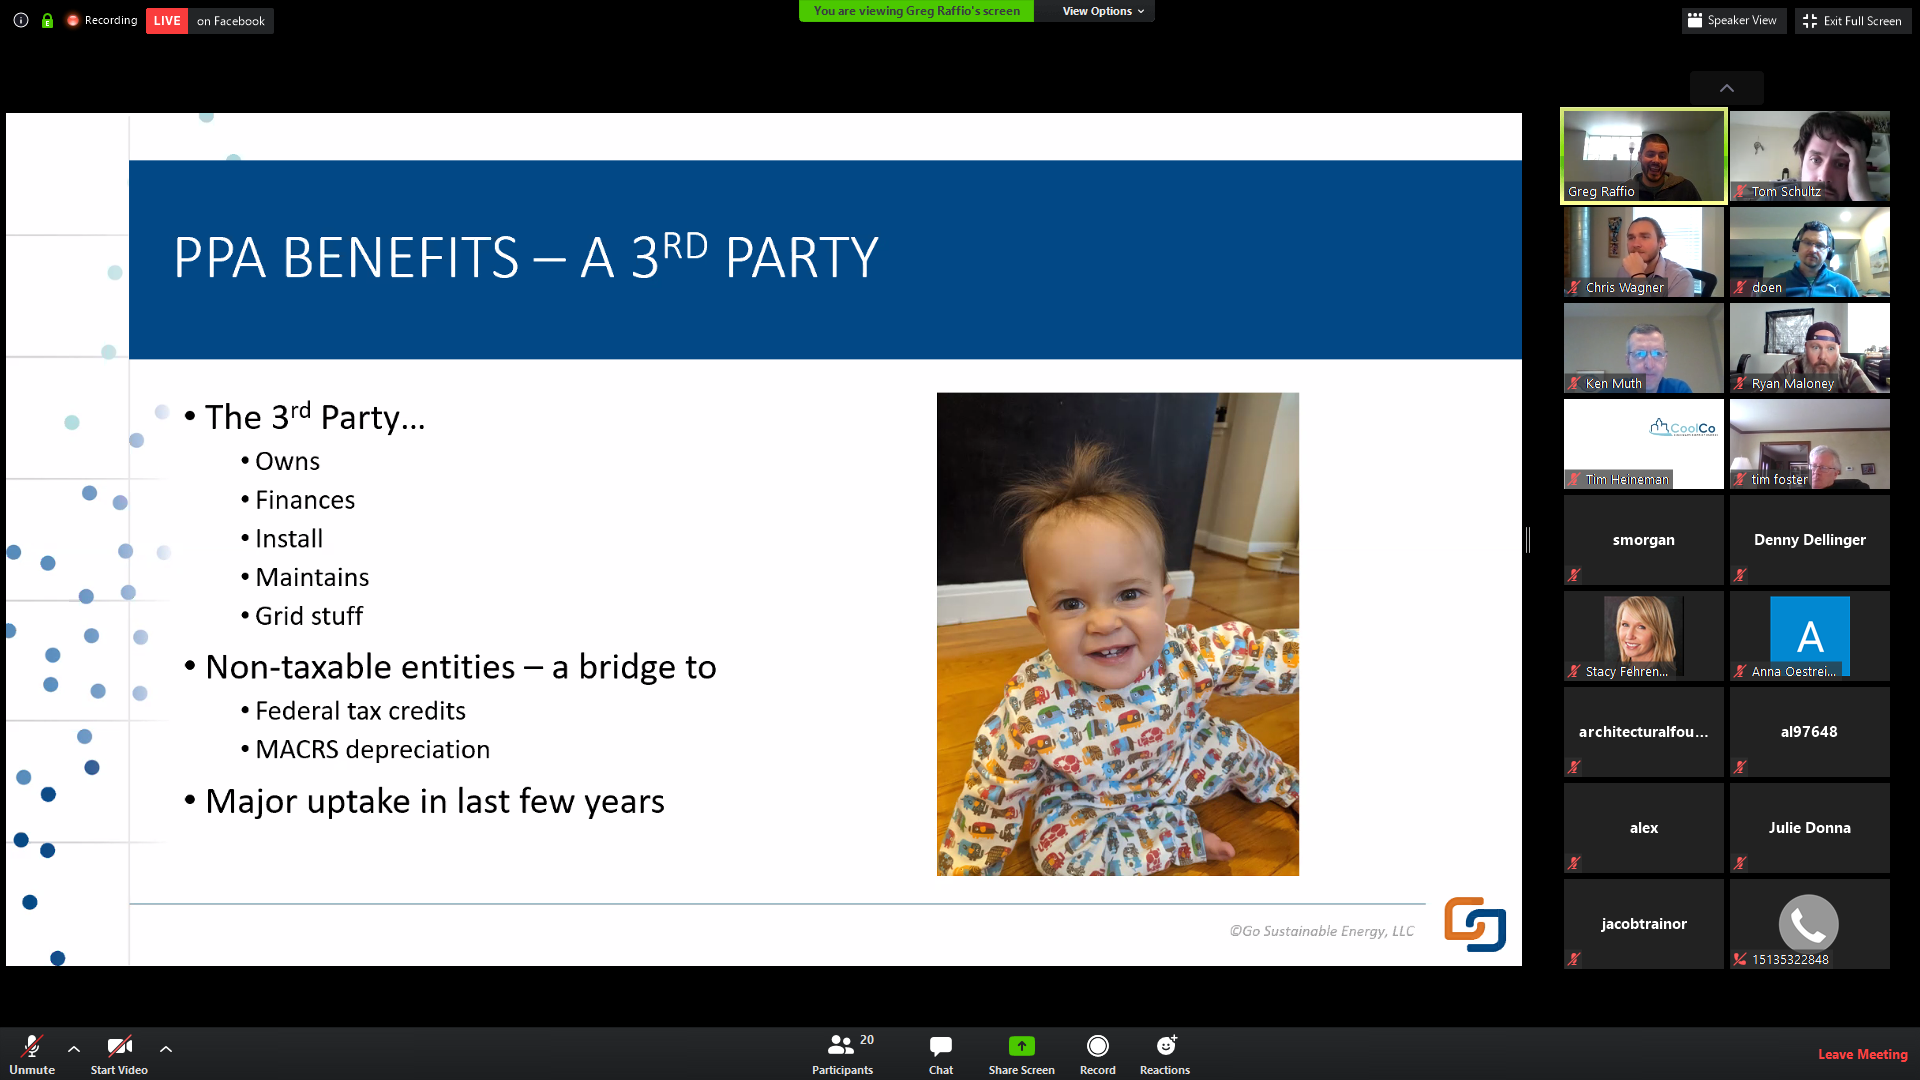 Recording
LIVE on Facebook
You are viewing Greg Raffio's screen
View Options
Speaker View
Exit Full Screen
PPA BENEFITS – A 3RD PARTY
• The 3rd Party...
• Owns
• Finances
• Install
• Maintains
• Grid stuff
• Non-taxable entities – a bridge to
• Federal tax credits
• MACRS depreciation
• Major uptake in last few years
©Go Sustainable Energy, LLC
Greg Raffio
Tom Schultz
Chris Wagner
doen
Ken Muth
Ryan Maloney
CoolCo
Tim Heineman
tim foster
smorgan
Denny Dellinger
Stacy Fehren...
A
Anna Oestrei...
architecturalfou...
al97648
alex
Julie Donna
jacobtrainor
15135322848
Unmute
Start Video
20
Participants
Chat
Share Screen
Record
Reactions
Leave Meeting